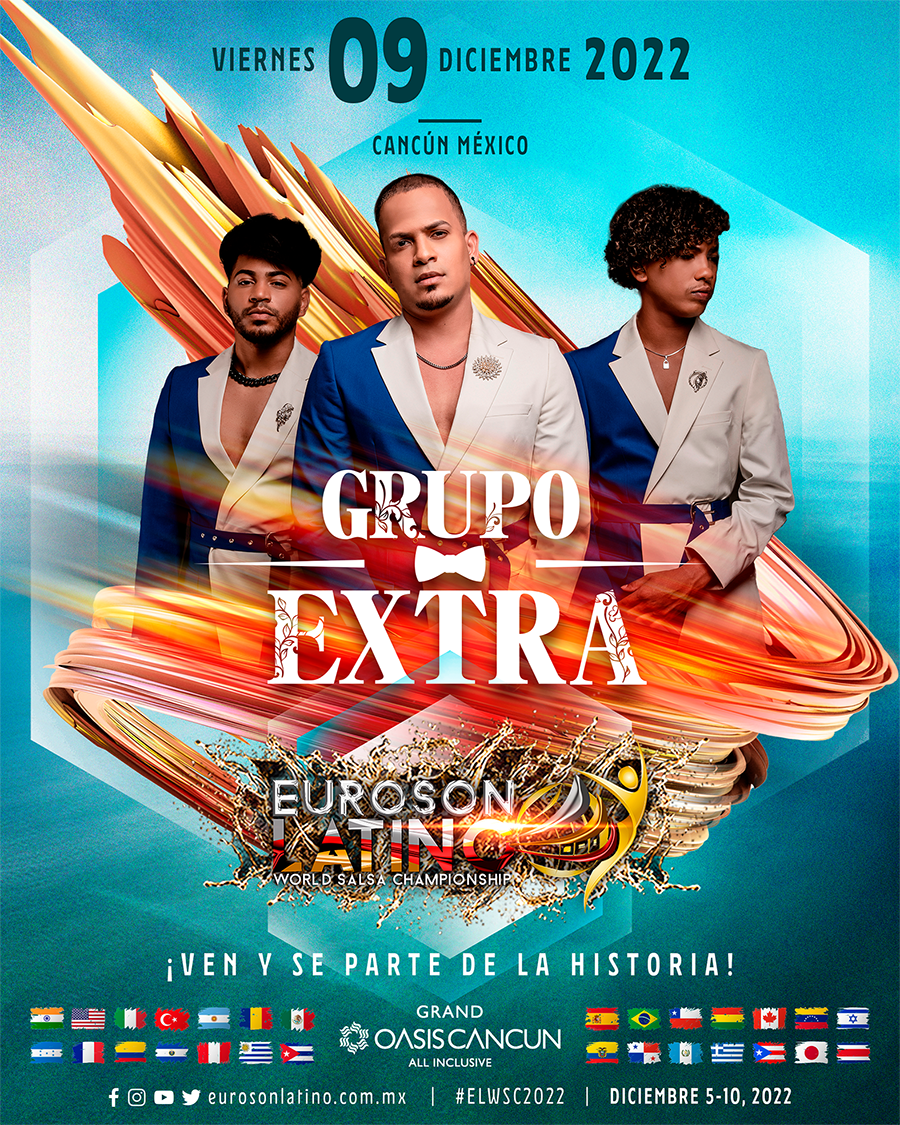 VIERNES 09 DICIEMBRE 2022
CANCÚN MÉXICO
GRUPO
EXTRA
EUROSON
LATINO
WORLD SALSA CHAMPIONSHIP
¡VEN Y SE PARTE DE LA HISTORIA!
GRAND
OASIS CANCUN
ALL INCLUSIVE
eurosonlatino.com.mx | #ELWSC2022 | DICIEMBRE 5-10, 2022